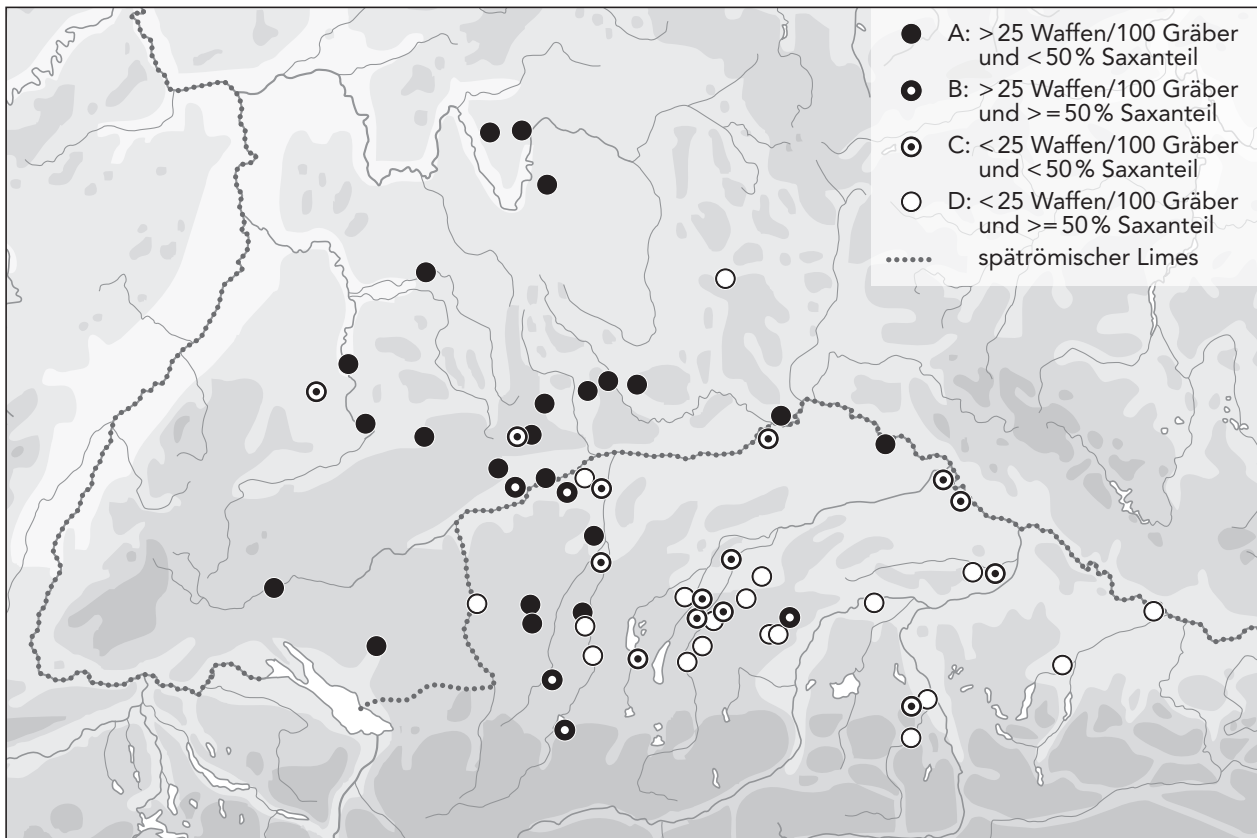 A: >25 Waffen/100 Gräber
und <50% Saxanteil
B: >25 Waffen/100 Gräber
und >=50% Saxanteil
C: <25 Waffen/100 Gräber
und <50% Saxanteil
D: <25 Waffen/100 Gräber
und >=50% Saxanteil
spätrömischer Limes